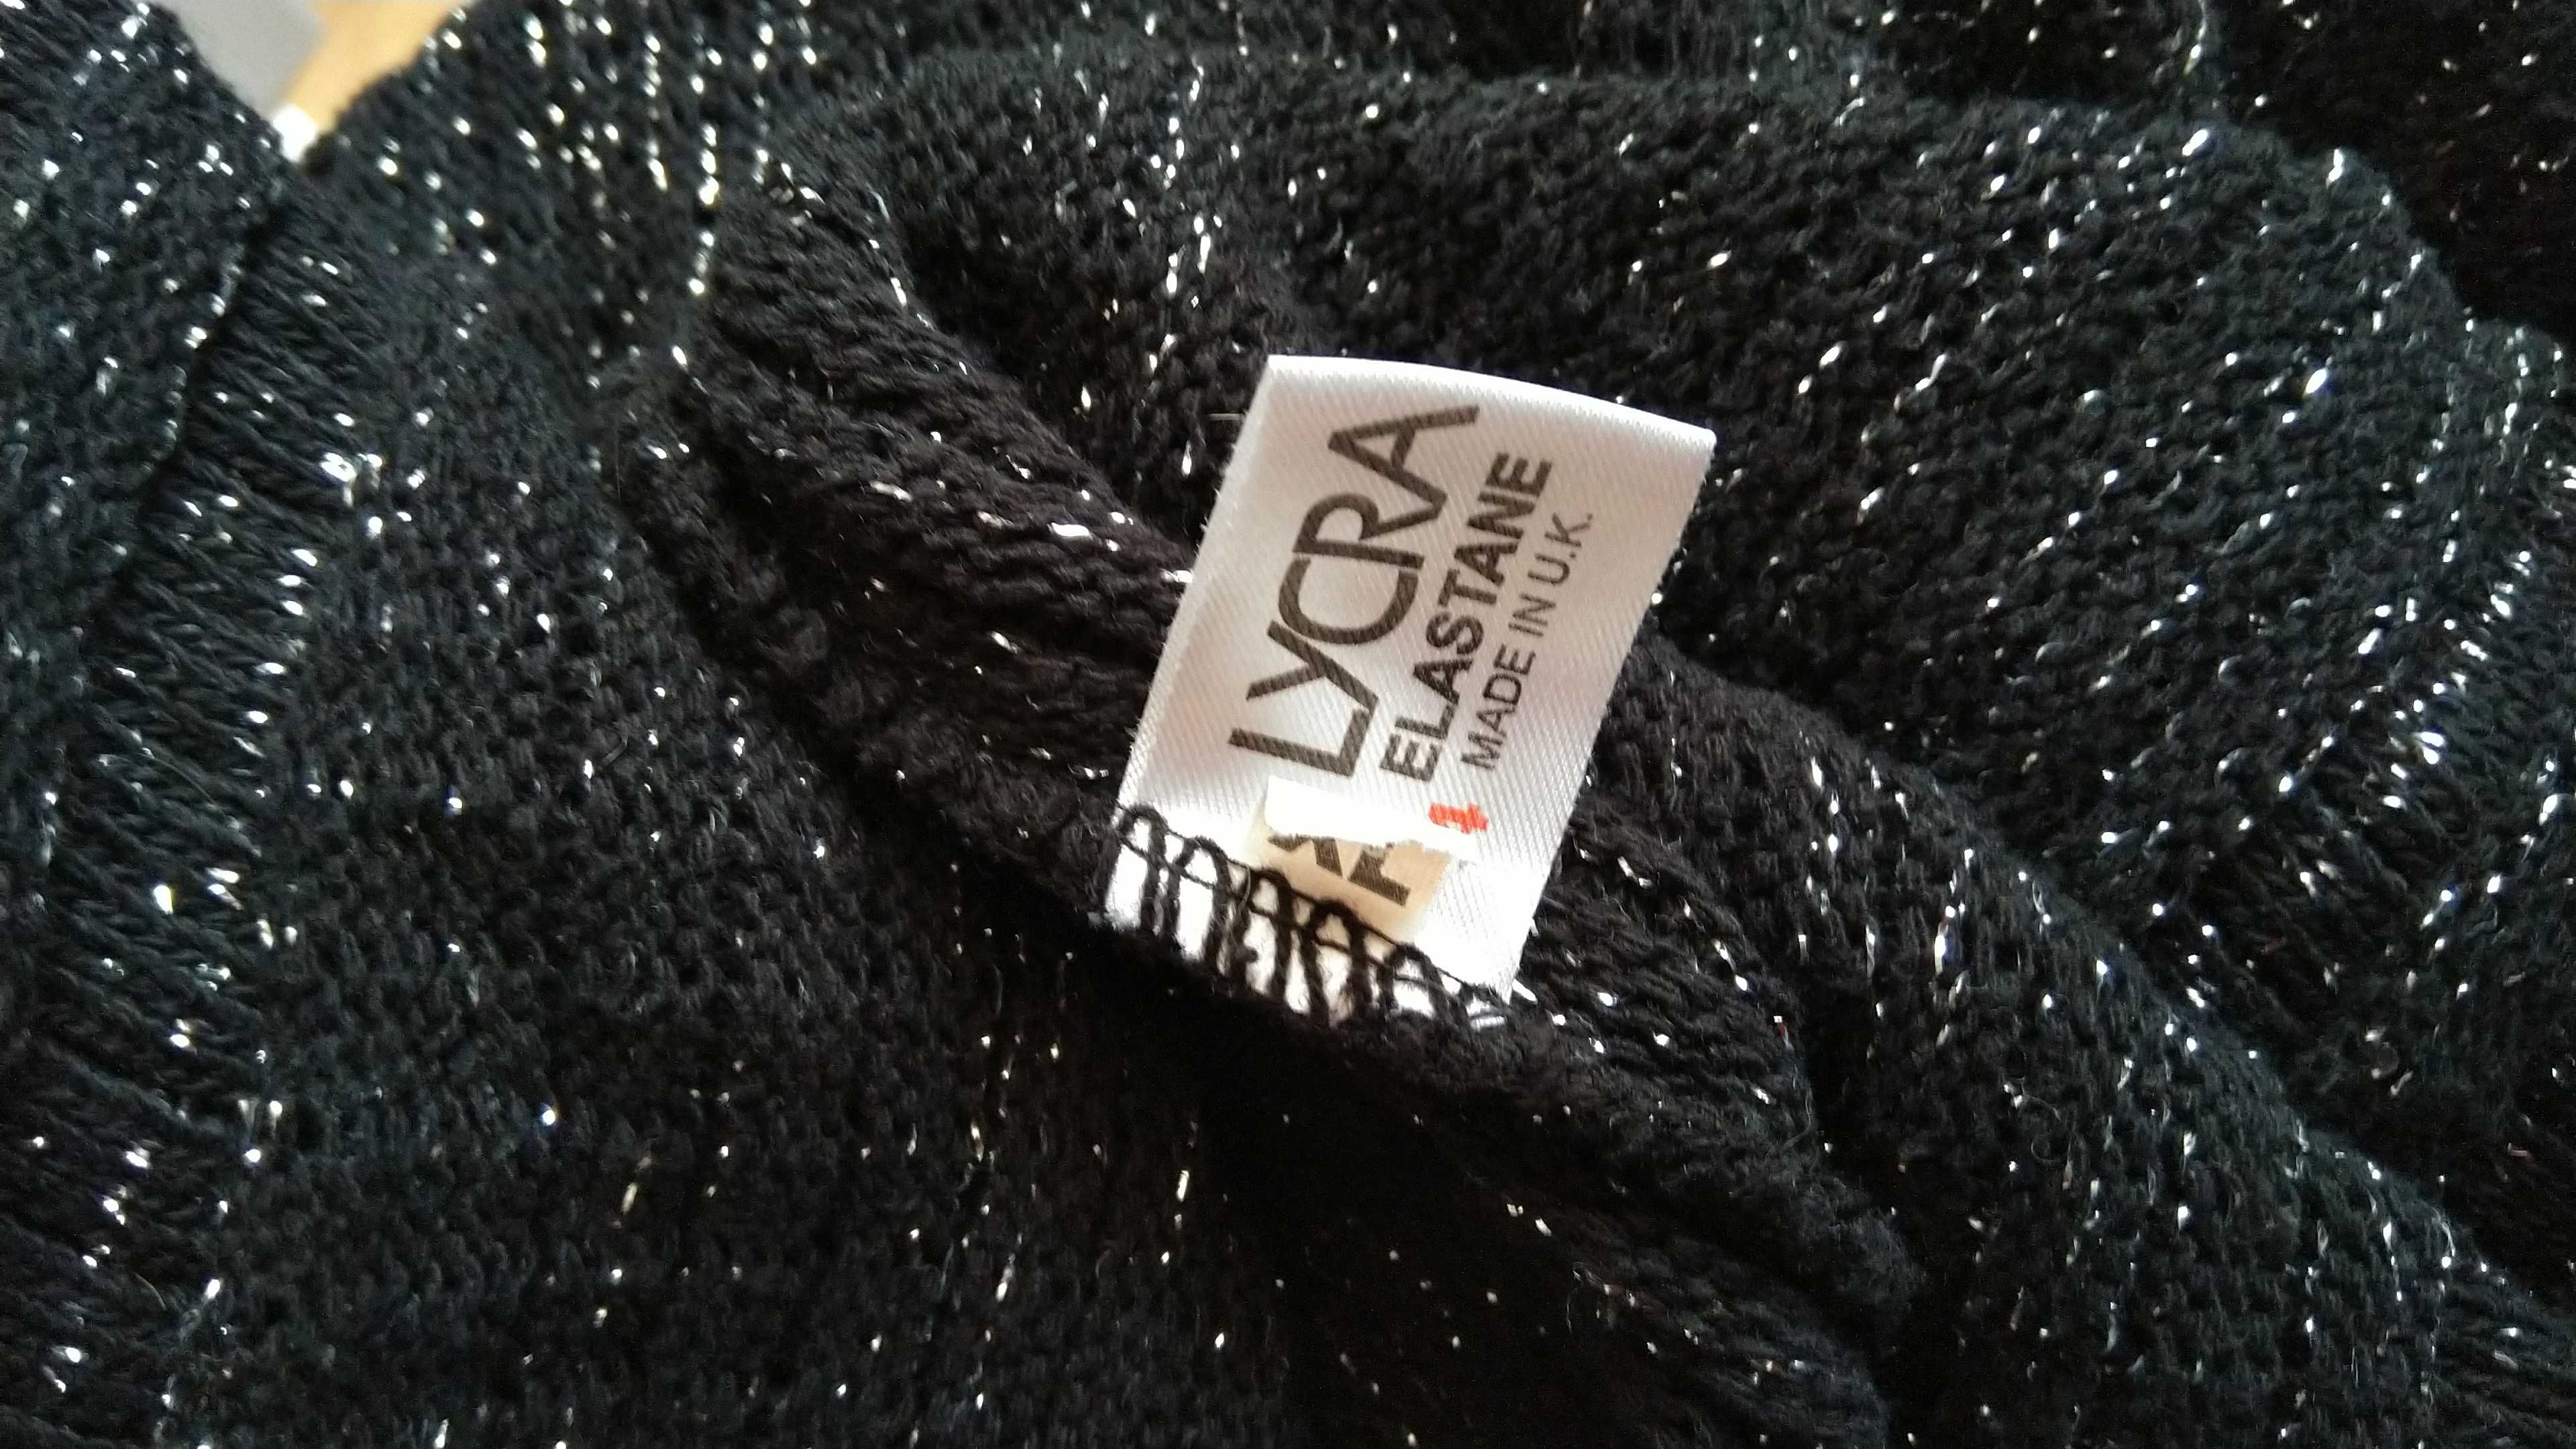 LYCRA
ELASTANE
MADE IN U.K.